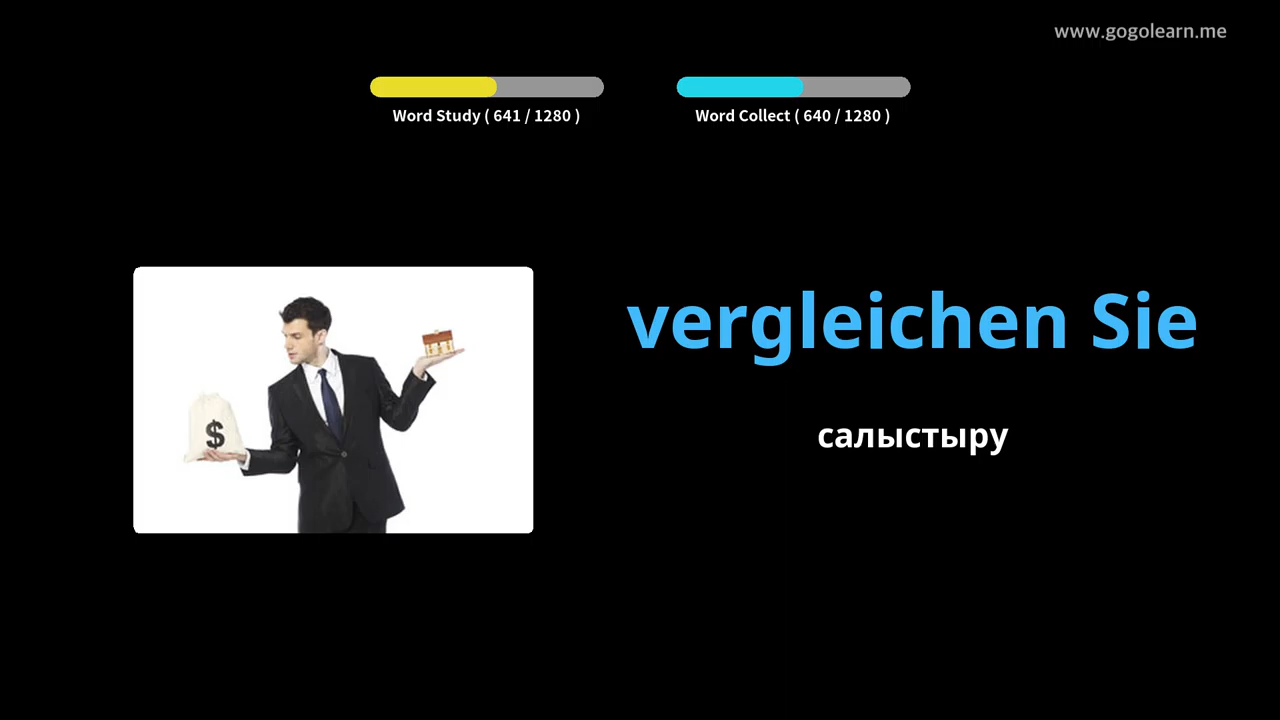 www.gogolearn.me
Word Study ( 641 / 1280 )
Word Collect ( 640 / 1280 )
vergleichen Sie
салыстыру
$